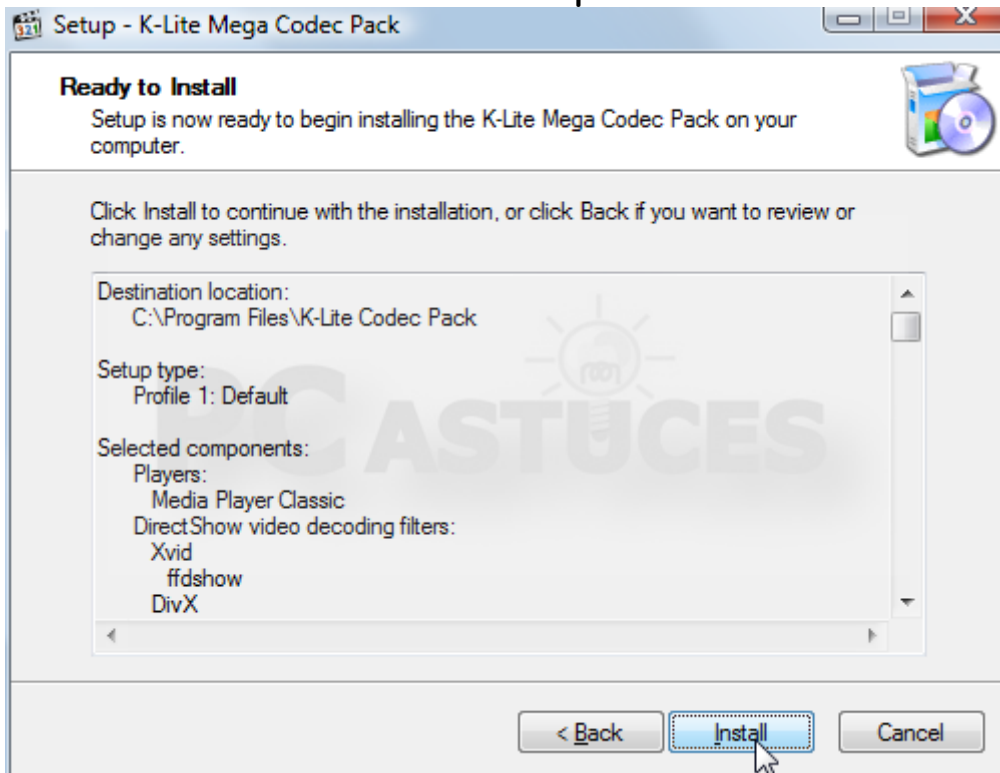 Setup - K-Lite Mega Codec Pack
Ready to Install
Setup is now ready to begin installing the K-Lite Mega Codec Pack on your
computer.
Click Install to continue with the installation, or click Back if you want to review or
change any settings.
Destination location:
C:\Program Files\K-Lite Codec Pack
Setup type:
Profile 1: Default
Selected components:
Players:
Media Player Classic
DirectShow video decoding filters:
Xvid
ffdshow
DivX
PC ASTUCES
< Back
Install
Cancel